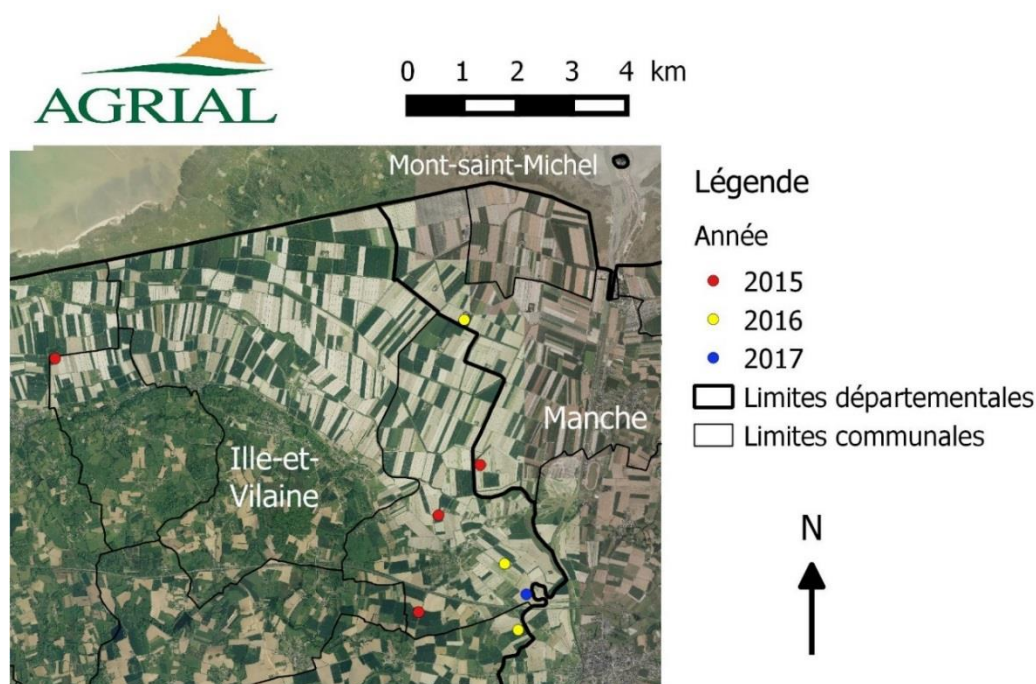 AGRIAL
0 1 2 3 4 km
Mont-saint-Michel
Ille-et-
Vilaine
Manche
Légende
Année
2015
2016
2017
Limites départementales
Limites communales
N